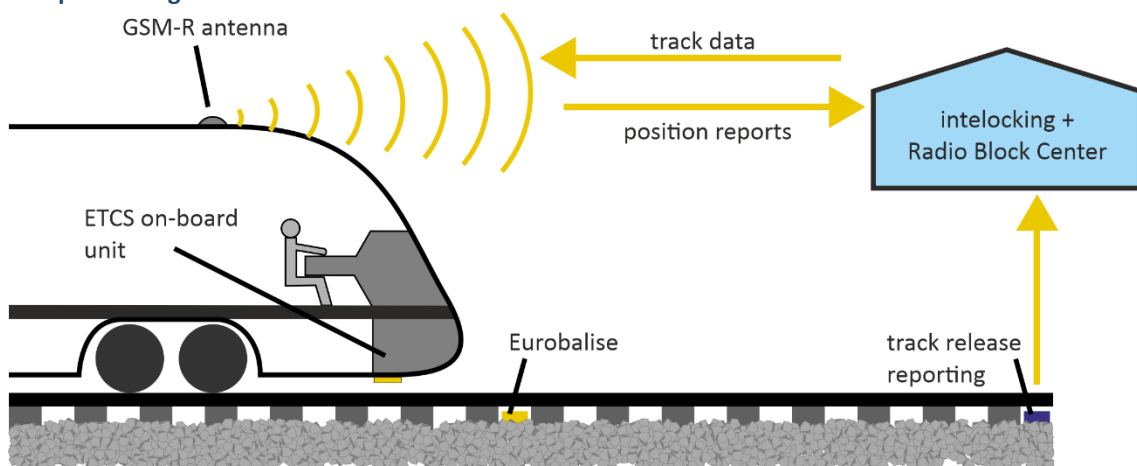 GSM-R antenna
track data
position reports
intelocking +
Radio Block Center
ETCS on-board
unit
Eurobalise
track release
reporting